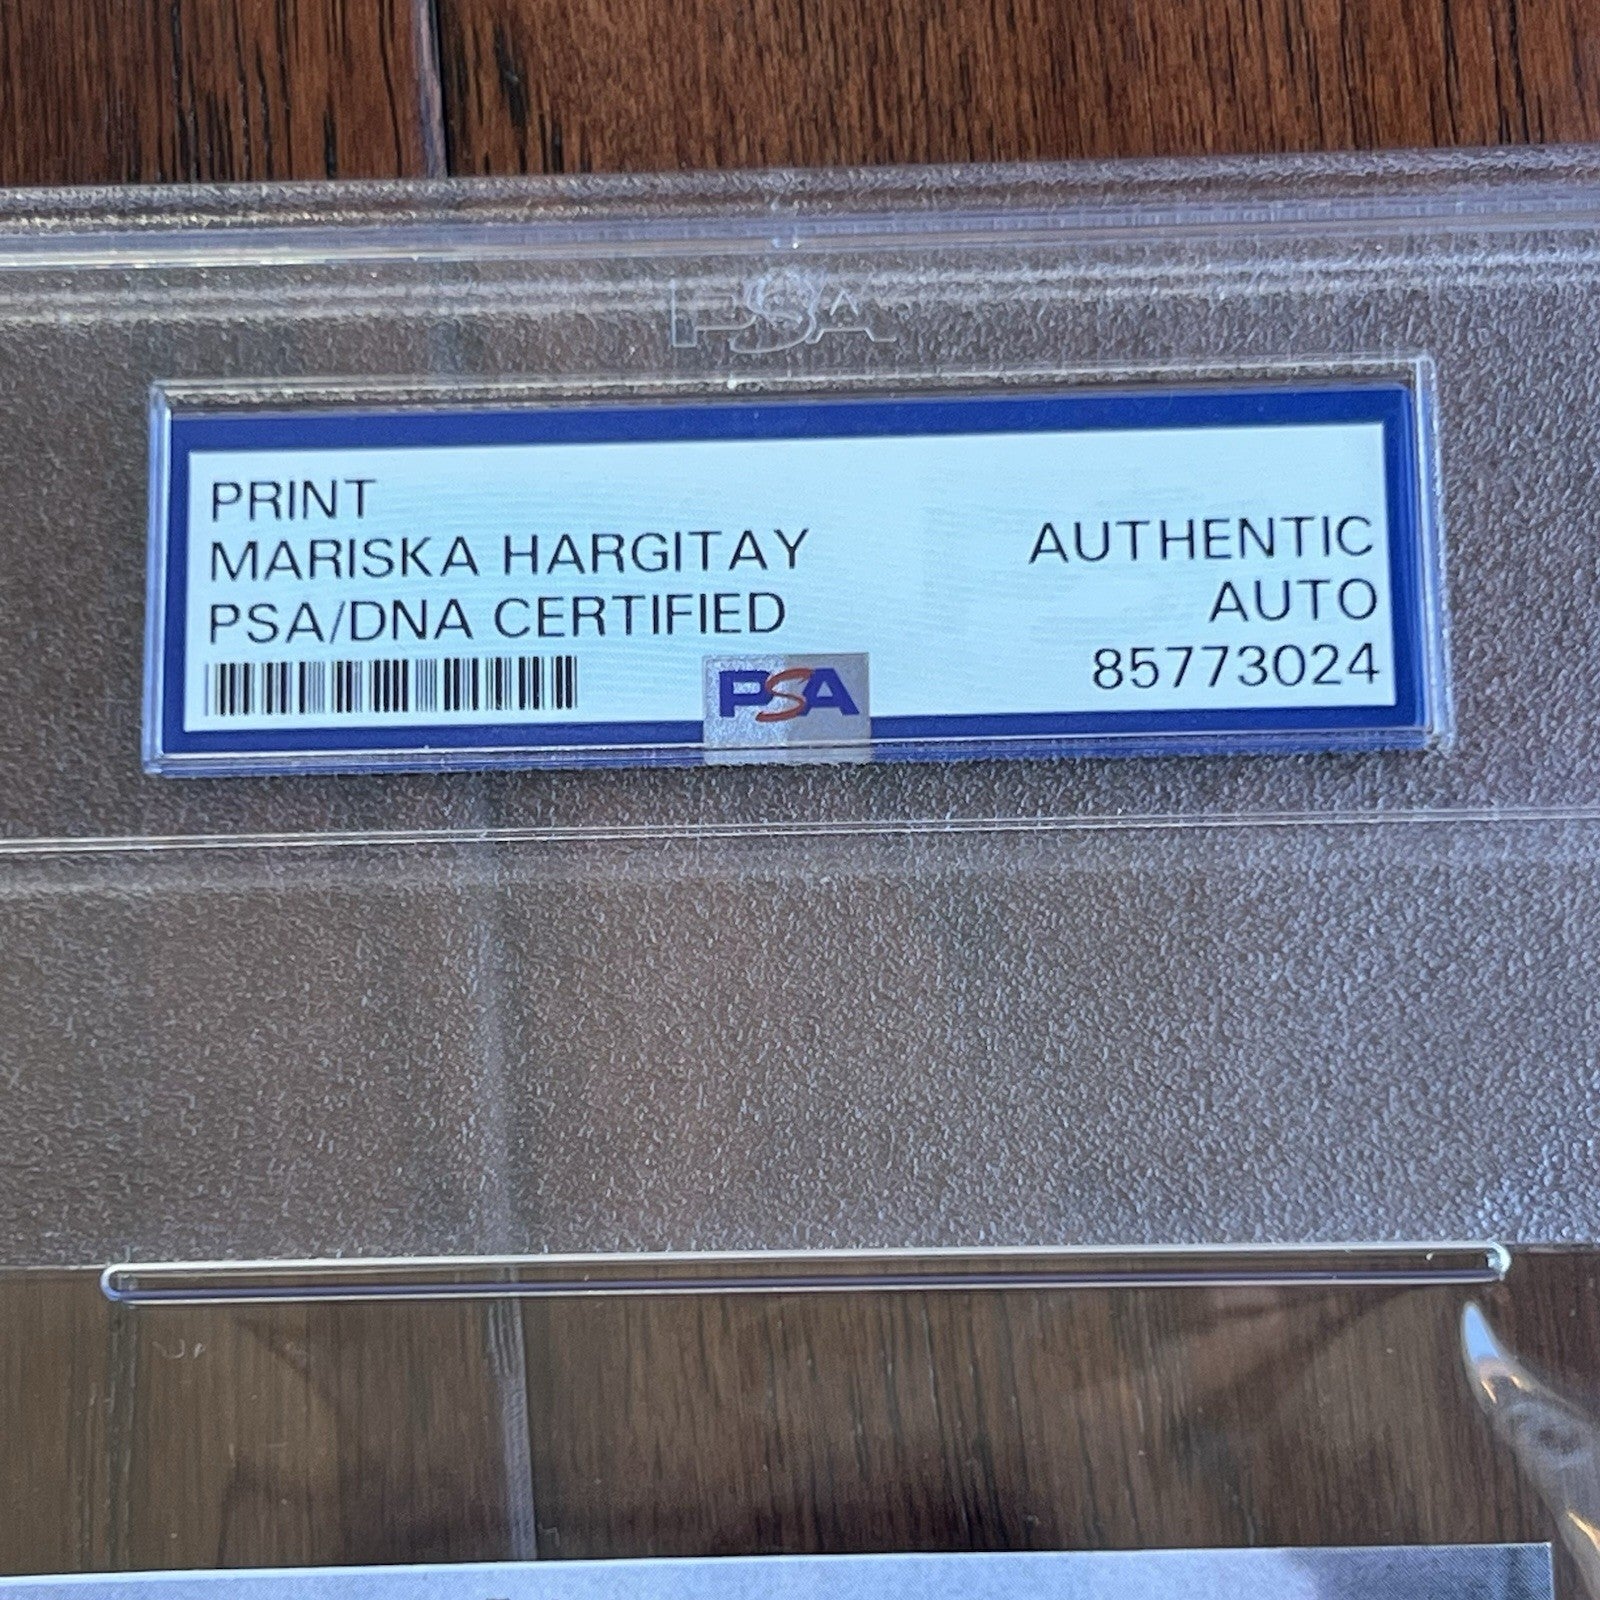 PSA
PRINT
MARISKA HARGITAY
PSA/DNA CERTIFIED
AUTHENTIC
AUTO
85773024
PSA